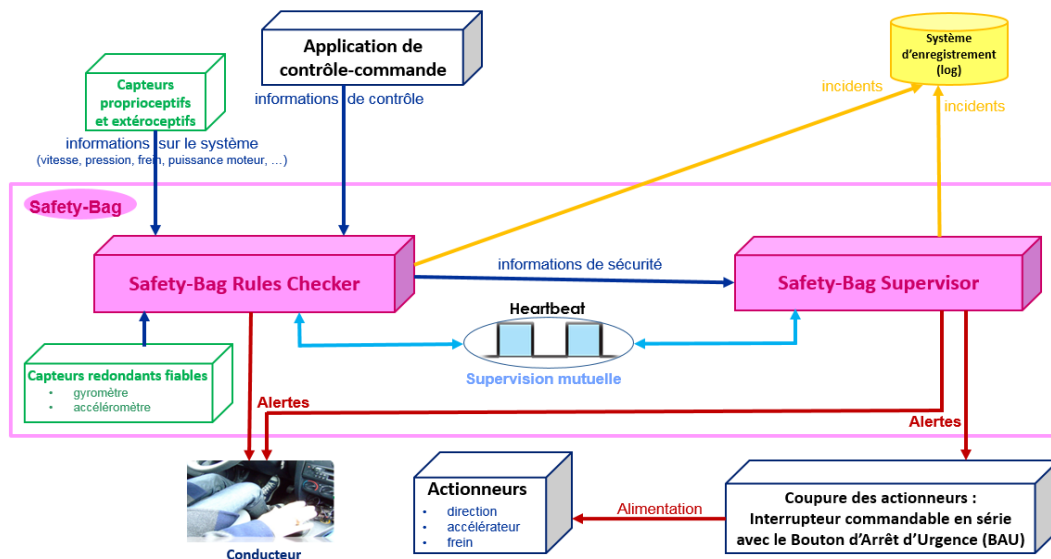 Application de
contrôle-commande
Système
d'enregistrement
(log)
Capteurs
proprioceptifs
et extéroceptifs
informations de contrôle
incidents
incidents
informations sur le système
(vitesse, pression, frein, puissance moteur, ...)
Safety-Bag
Safety-Bag Rules Checker
informations de sécurité
Safety-Bag Supervisor
Heartbeat
Supervision mutuelle
Capteurs redondants fiables
• gyromètre
• accéléromètre
Alertes
Alertes
Conducteur
Actionneurs
• direction
• accélérateur
• frein
Alimentation
Coupure des actionneurs :
Interrupteur commandable en série
avec le Bouton d'Arrêt d'Urgence (BAU)